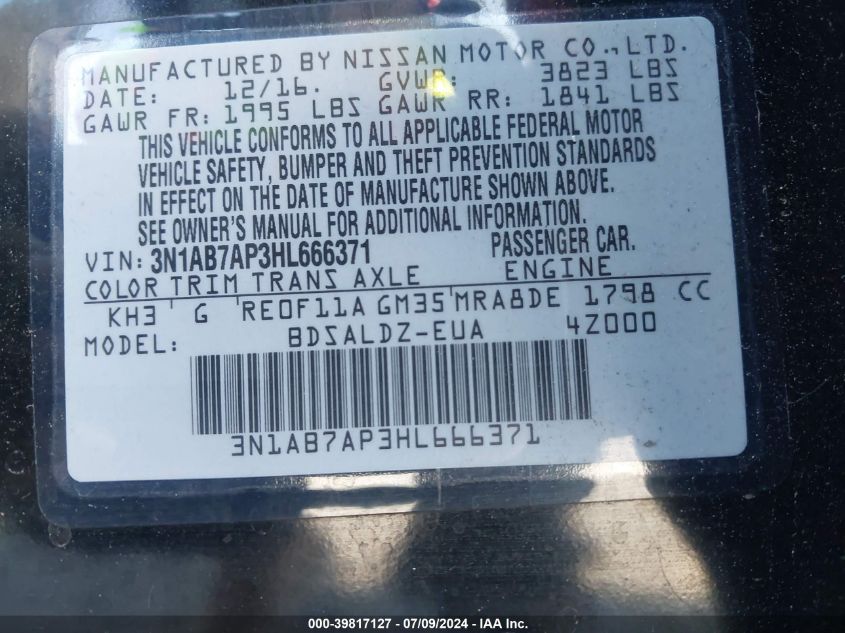 MANUFACTURED BY NISSAN MOTOR CO., LTD.
DATE: 12/16. GVWR: 3823 LBS
GAWR FR: 1995 LBS GAWR RR: 1841 LBS
THIS VEHICLE CONFORMS TO ALL APPLICABLE FEDERAL MOTOR
VEHICLE SAFETY, BUMPER AND THEFT PREVENTION STANDARDS
IN EFFECT ON THE DATE OF MANUFACTURE SHOWN ABOVE.
SEE OWNER'S MANUAL FOR ADDITIONAL INFORMATION.
VIN: 3N1AB7AP3HL666371 PASSENGER CAR.
COLOR TRIM TRANS AXLE ENGINE
KH3 G RE0F11A GM35 MRA8DE 1798 CC
MODEL: BDSALDZ-EUA 4Z000
3N1AB7AP3HL666371
000-39817127 - 07/09/2024 - IAA Inc.